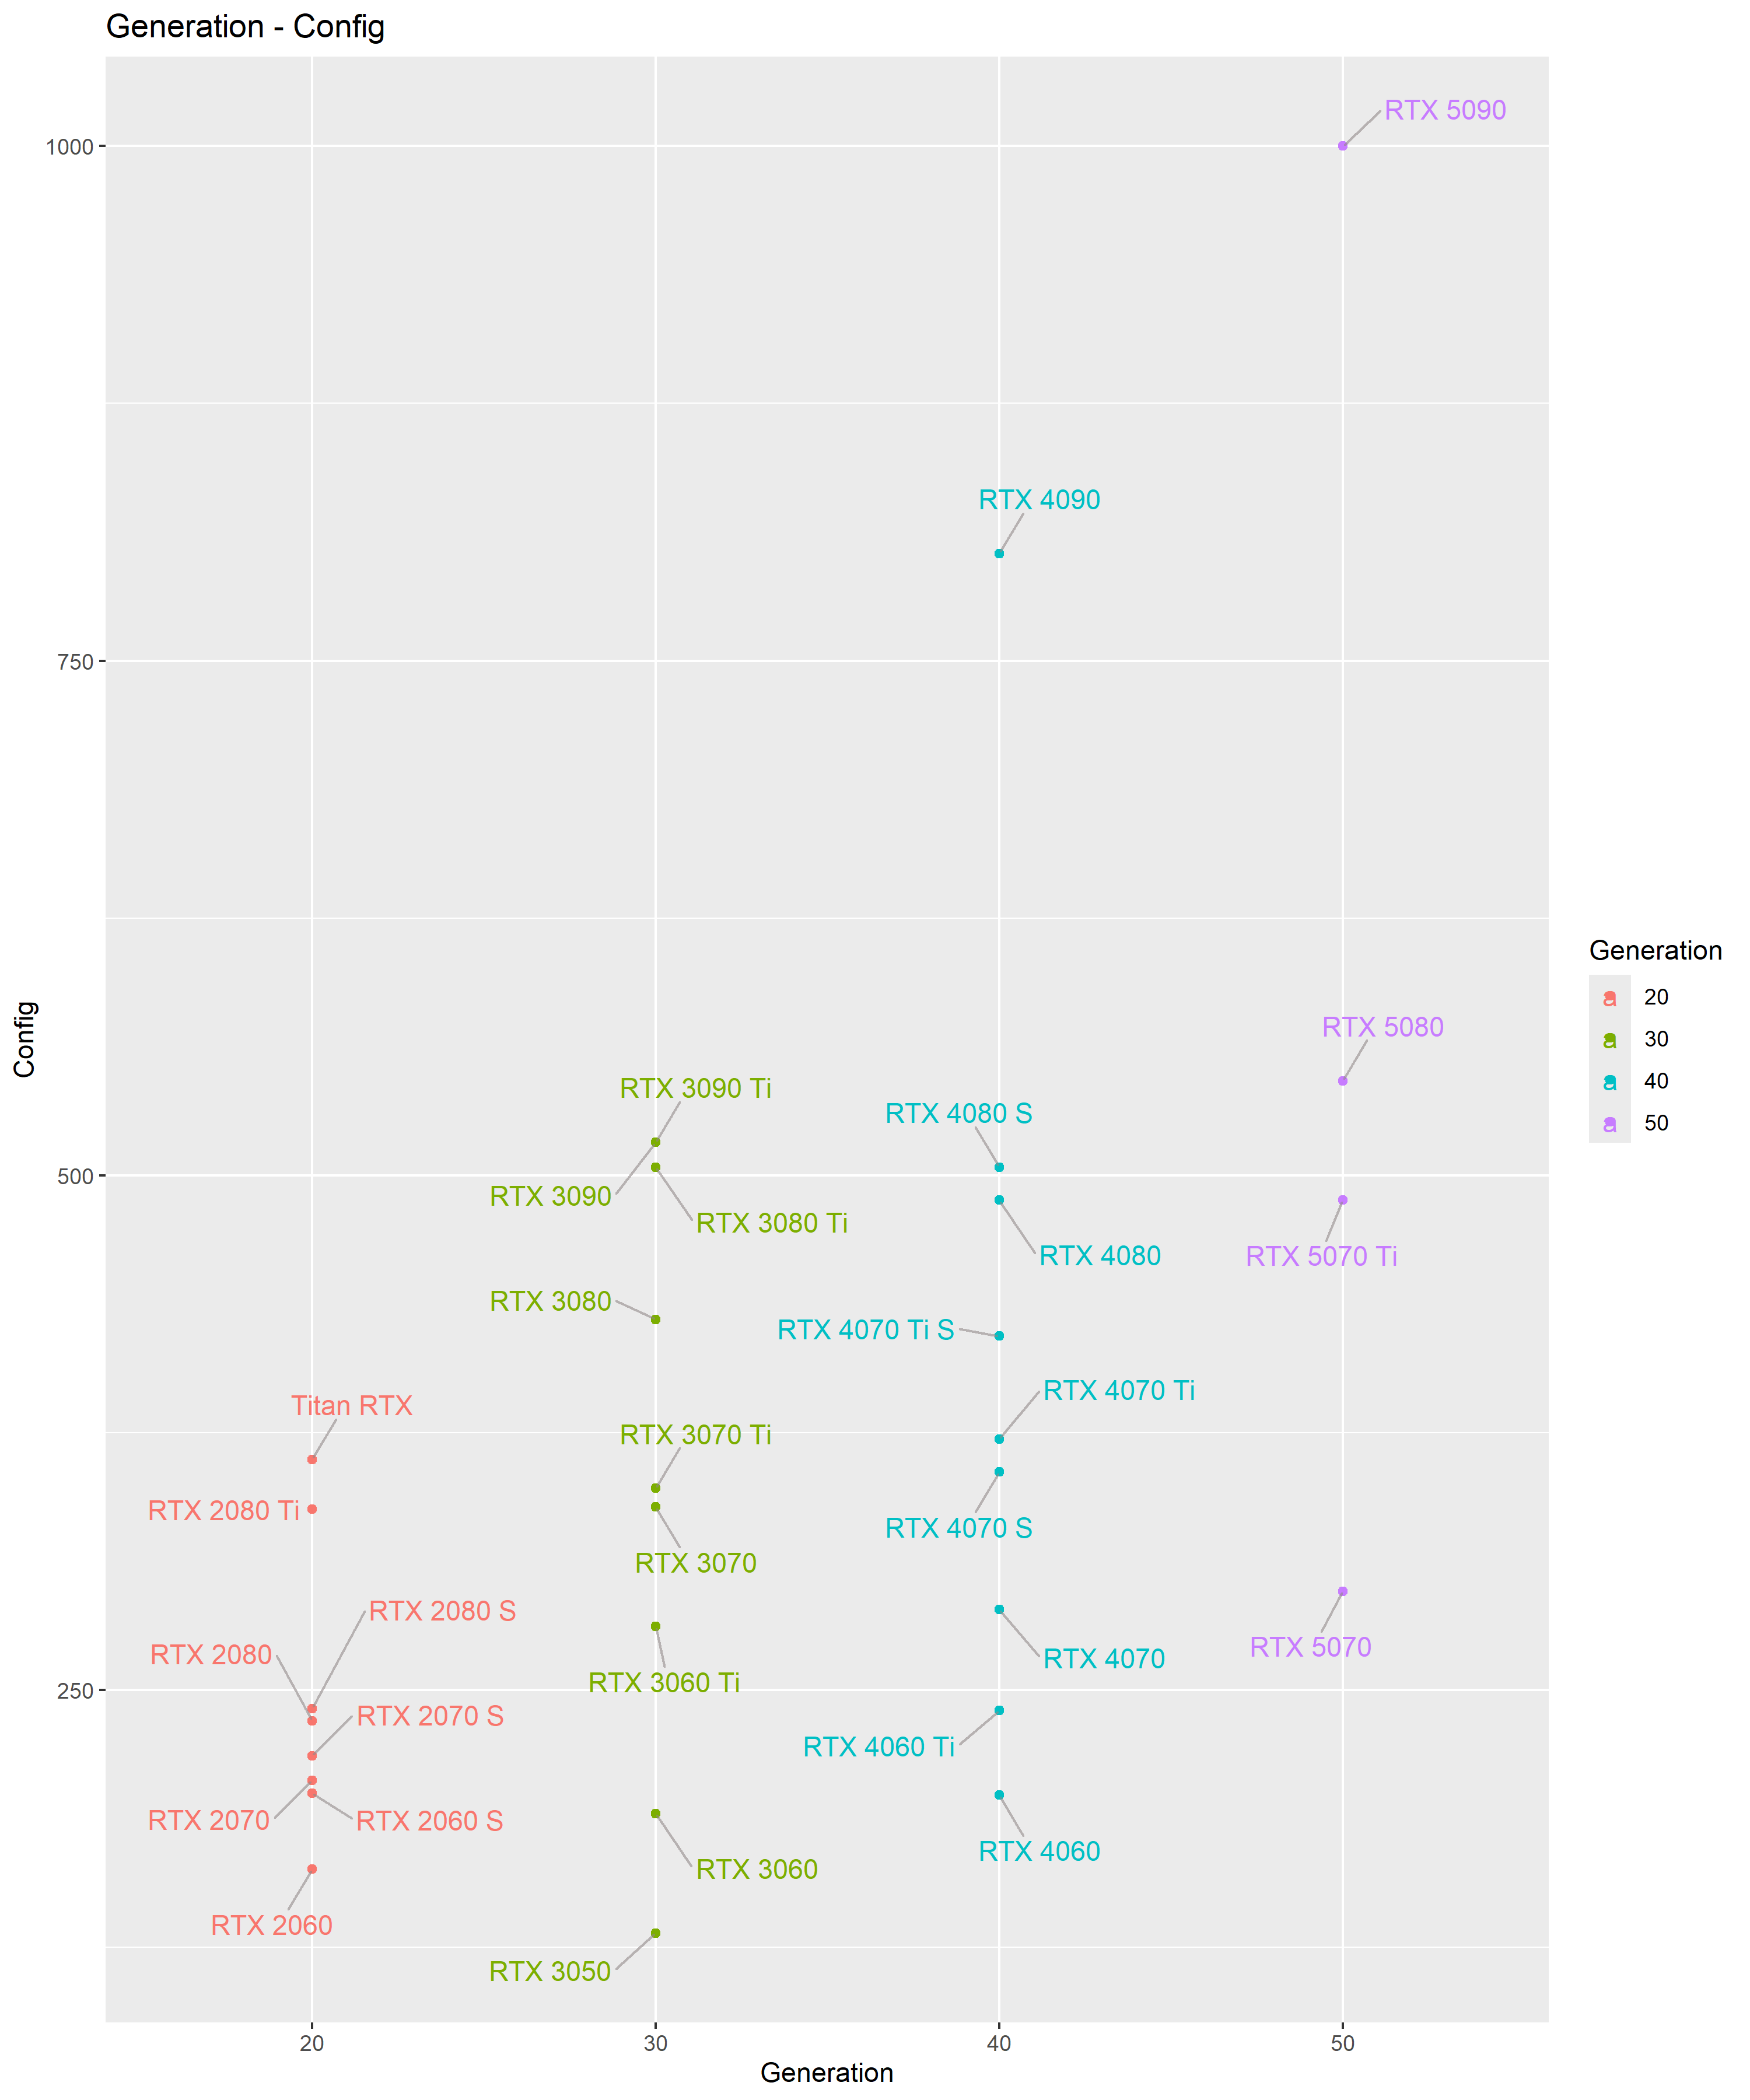 Generation - Config
Config
1000
750
500
250
RTX 5090
RTX 4090
RTX 5080
RTX 3090 Ti
RTX 4080 S
RTX 3090
RTX 3080 Ti
RTX 4080
RTX 5070 Ti
RTX 3080
RTX 4070 Ti S
RTX 4070 Ti
Titan RTX
RTX 3070 Ti
RTX 2080 Ti
RTX 4070 S
RTX 3070
RTX 2080 S
RTX 5070
RTX 2080
RTX 4070
RTX 3060 Ti
RTX 2070 S
RTX 4060 Ti
RTX 2070
RTX 2060 S
RTX 4060
RTX 3060
RTX 2060
RTX 3050
20
30
40
50
Generation
Generation
a 20
a 30
a 40
a 50